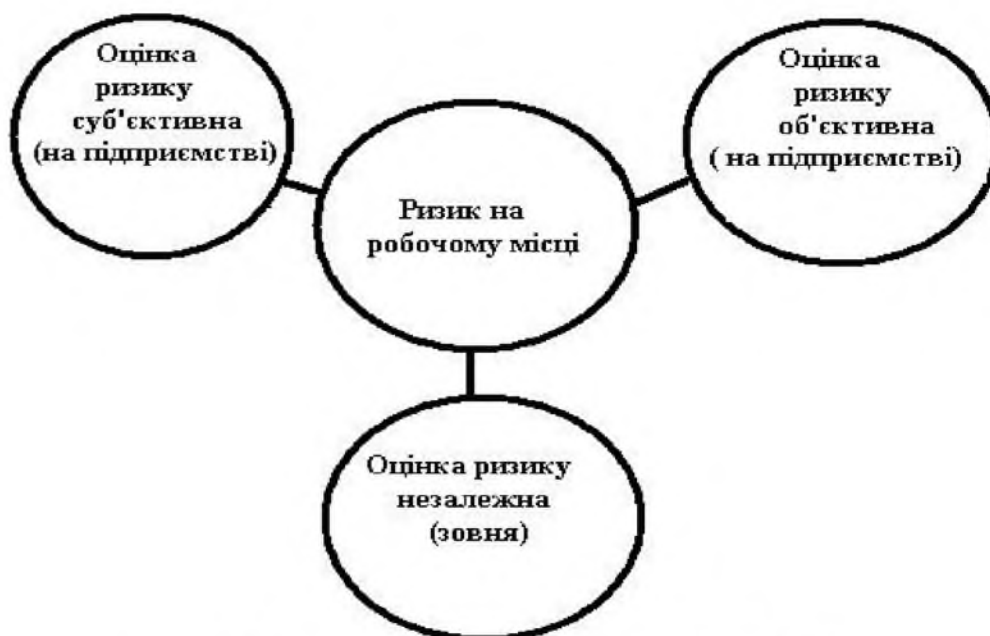 Оцінка
ризику
суб'єктивна
(на підприємстві)
Оцінка
ризику
об'єктивна
( на підприємстві)
Ризик на
робочому місці
Оцінка ризику
незалежна
(зовня)